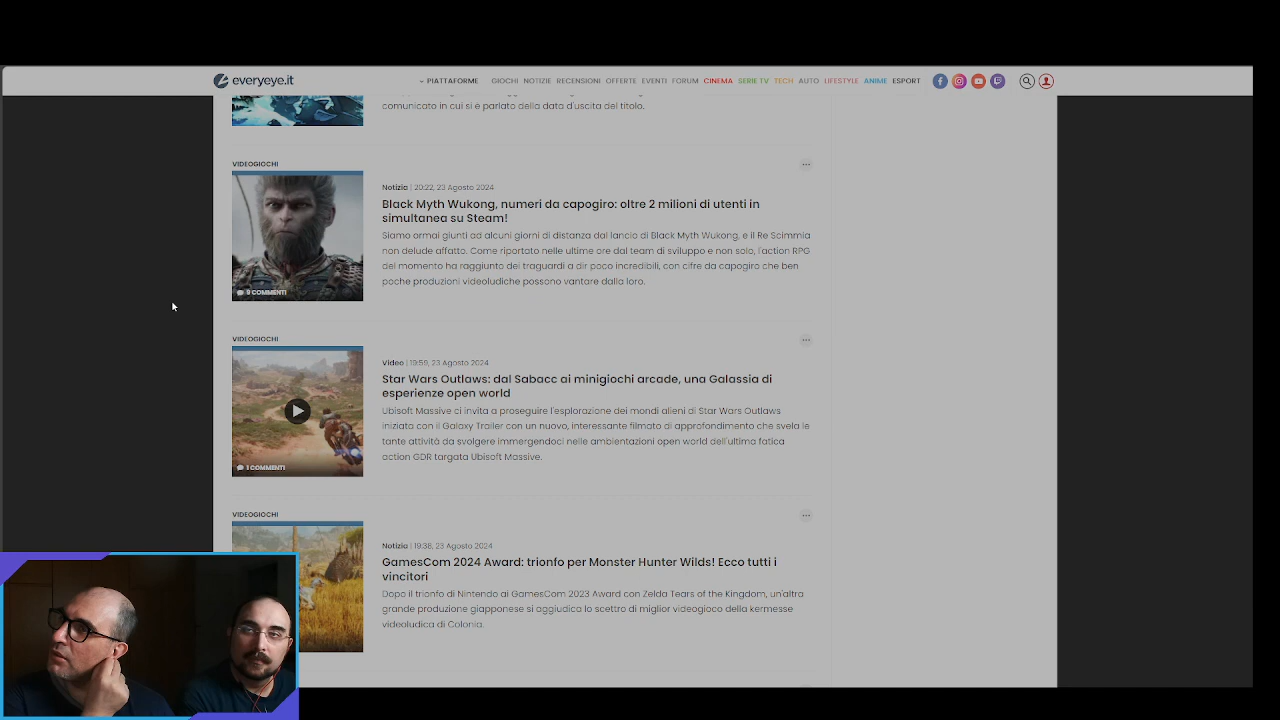 everyeye.it
PIATTAFORME GIOCHI NOTIZIE RECENSIONI OFFERTE EVENTI FORUM CINEMA SERIE TV TECH AUTO LIFESTYLE ANIME ESPORT
comunicato in cui si è parlato della data d'uscita del titolo.
VIDEOGIOCHI
Notizia | 20:22, 23 Agosto 2024
Black Myth Wukong, numeri da capogiro: oltre 2 milioni di utenti in
simultanea su Steam!
Siamo ormai giunti ad alcuni giorni di distanza dal lancio di Black Myth Wukong, e il Re Scimmia
non delude affatto. Come riportato nelle ultime ore dal team di sviluppo e non solo, l'action RPG
del momento ha raggiunto dei traguardi a dir poco incredibili, con cifre da capogiro che ben
poche produzioni videoludiche possono vantare dalla loro.
9 COMMENTI
VIDEOGIOCHI
Video | 19:59, 23 Agosto 2024
Star Wars Outlaws: dal Sabacc ai minigiochi arcade, una Galassia di
esperienze open world
Ubisoft Massive ci invita a proseguire l'esplorazione dei mondi alieni di Star Wars Outlaws
iniziata con il Galaxy Trailer con un nuovo, interessante filmato di approfondimento che svela le
tante attività da svolgere immergendoci nelle ambientazioni open world dell'ultima fatica
action GDR targata Ubisoft Massive.
1 COMMENTI
VIDEOGIOCHI
Notizia | 19:38, 23 Agosto 2024
GamesCom 2024 Award: trionfo per Monster Hunter Wilds! Ecco tutti i
vincitori
Dopo il trionfo di Nintendo ai GamesCom 2023 Award con Zelda Tears of the Kingdom, un'altra
grande produzione giapponese si aggiudica lo scettro di miglior videogioco della kermesse
videoludica di Colonia.